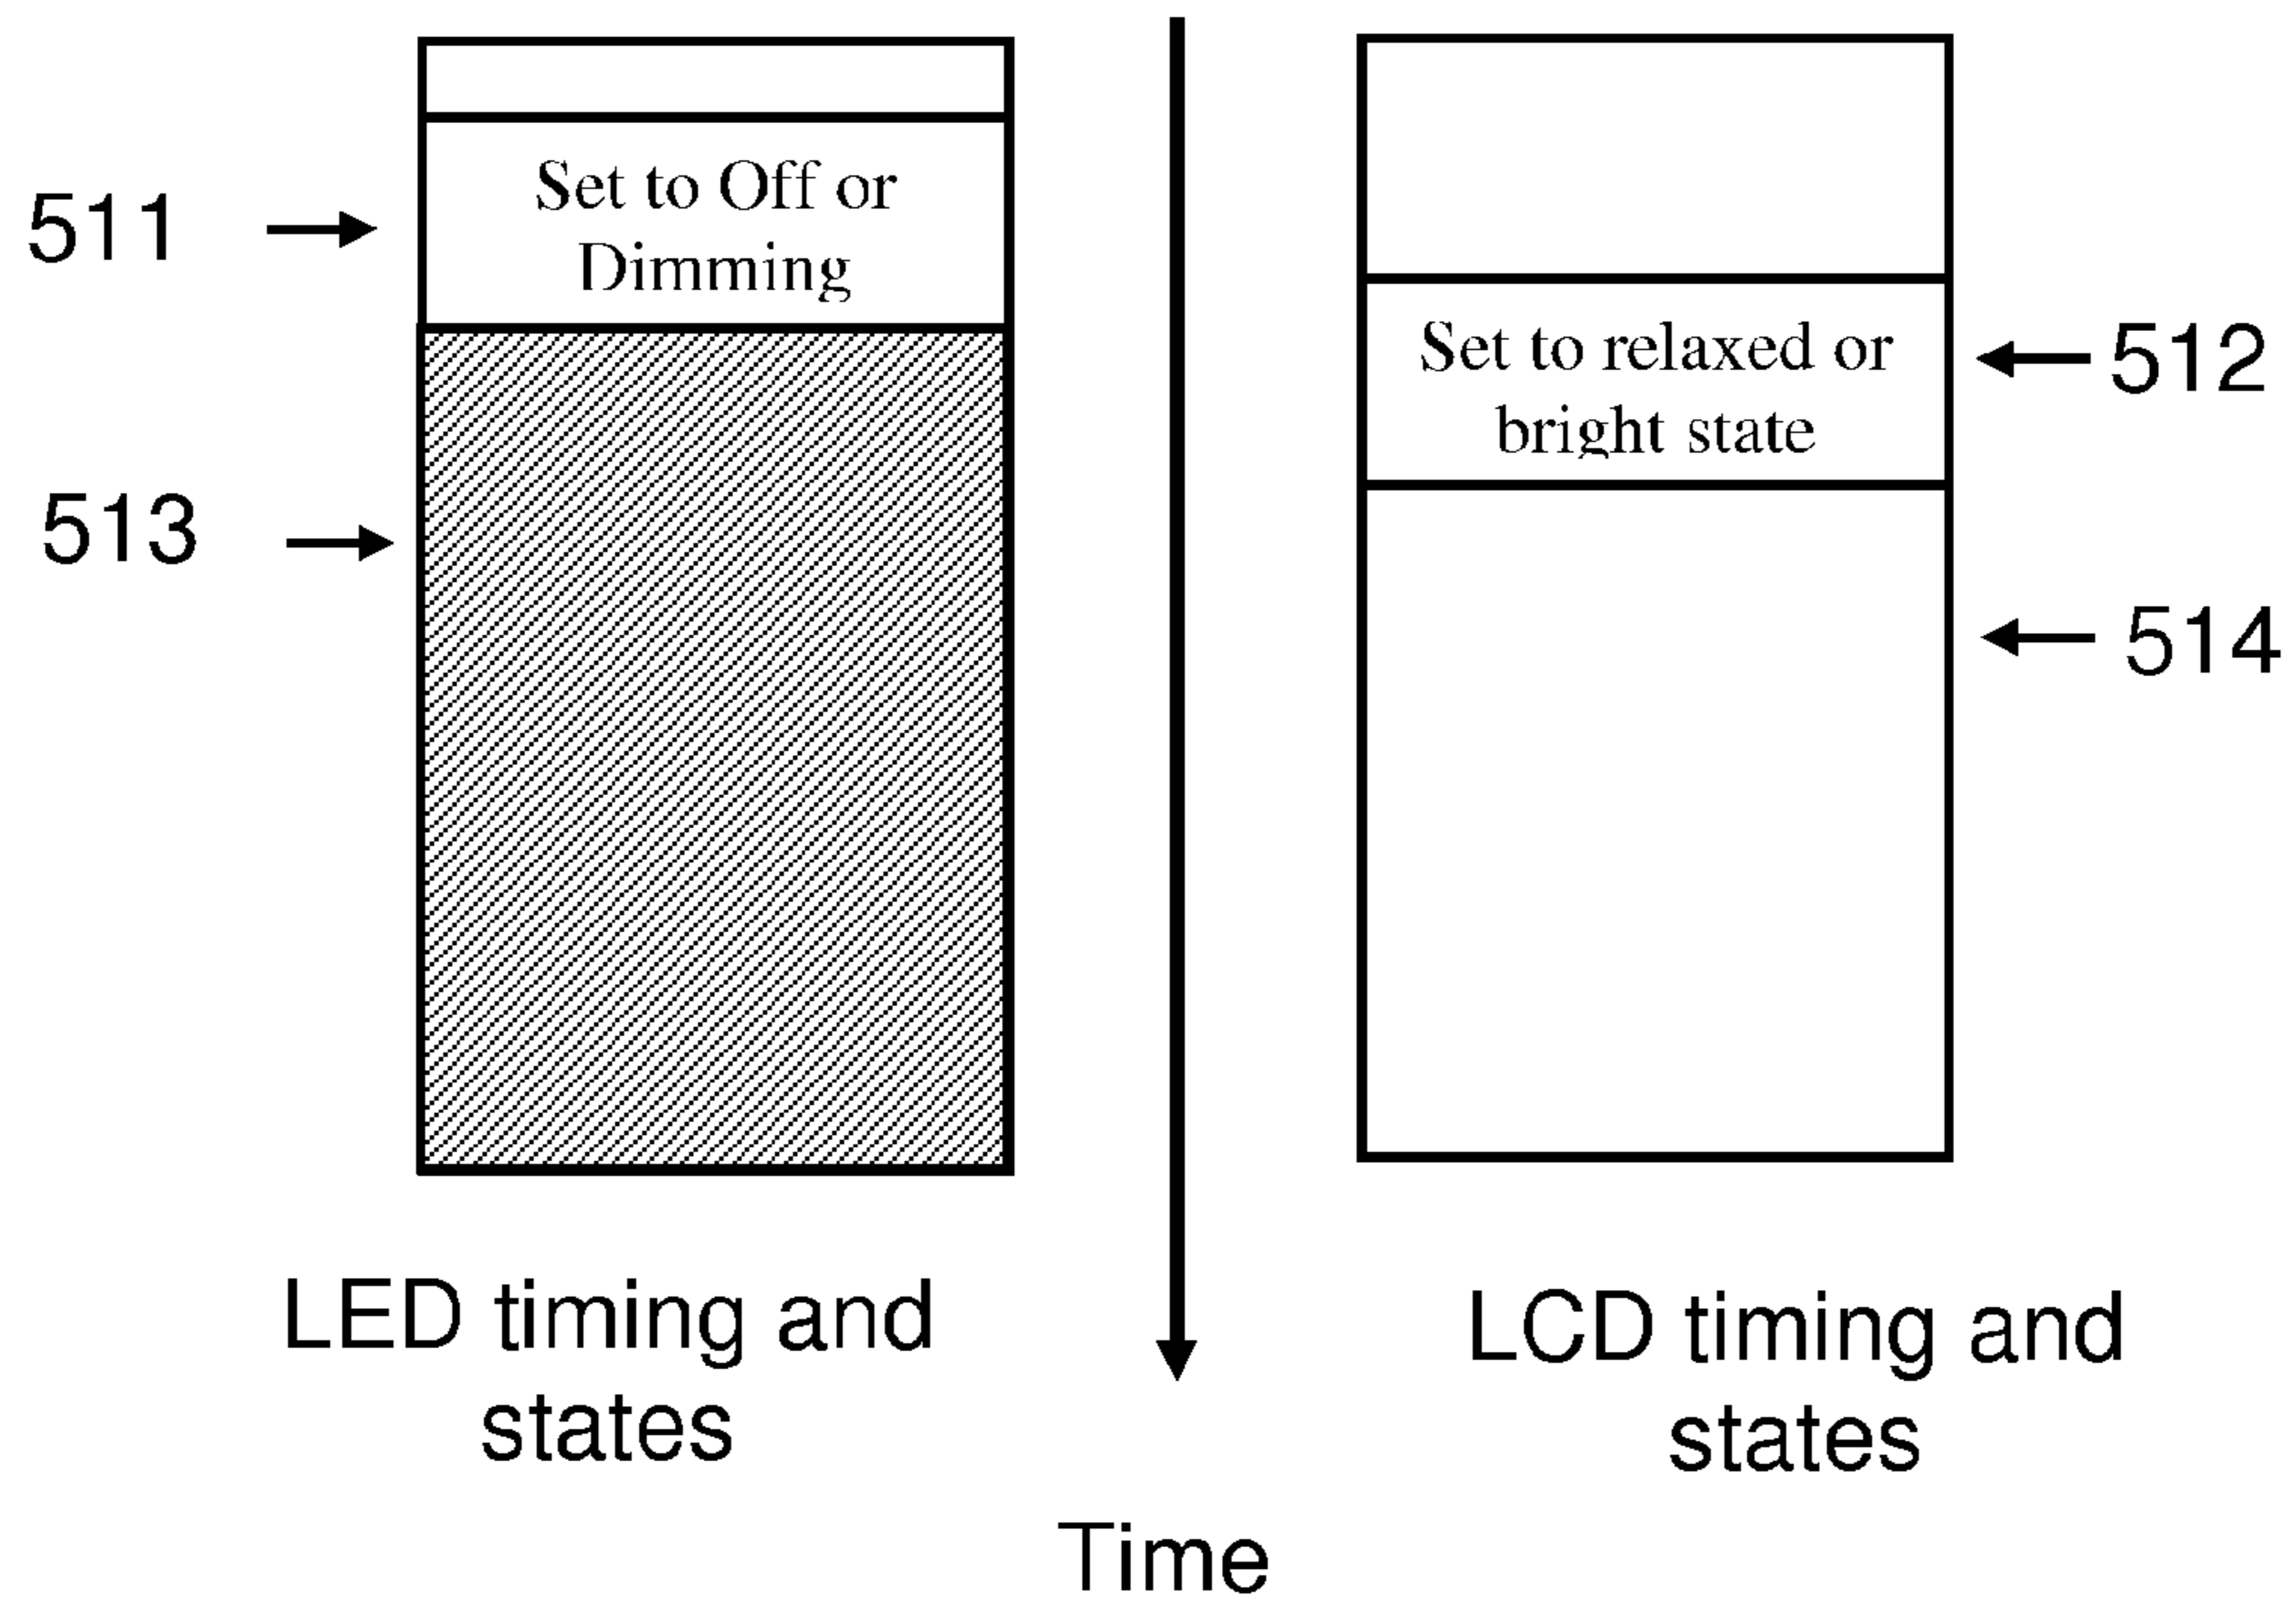 511
Set to Off or
Dimming
513
Set to relaxed or
bright state
512
514
LED timing and
states
LCD timing and
states
Time